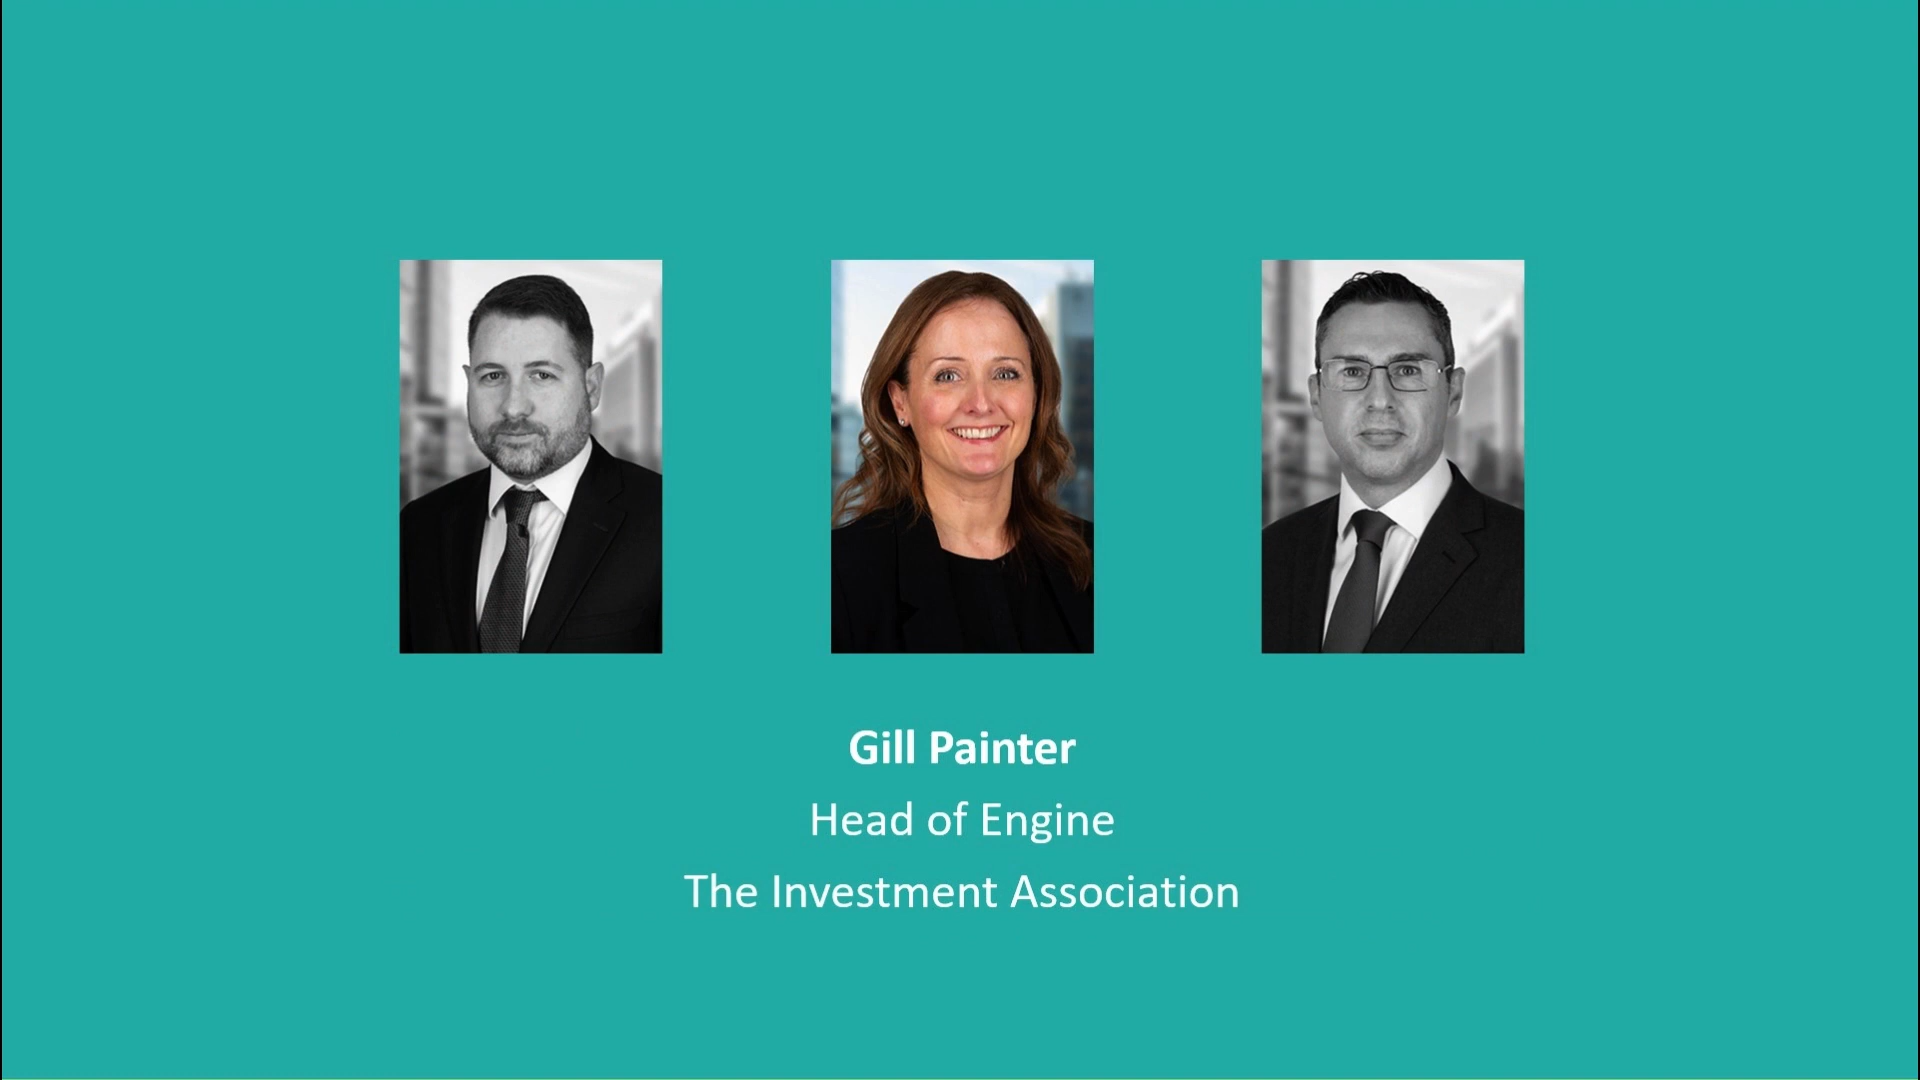 Gill Painter
Head of Engine
The Investment Association